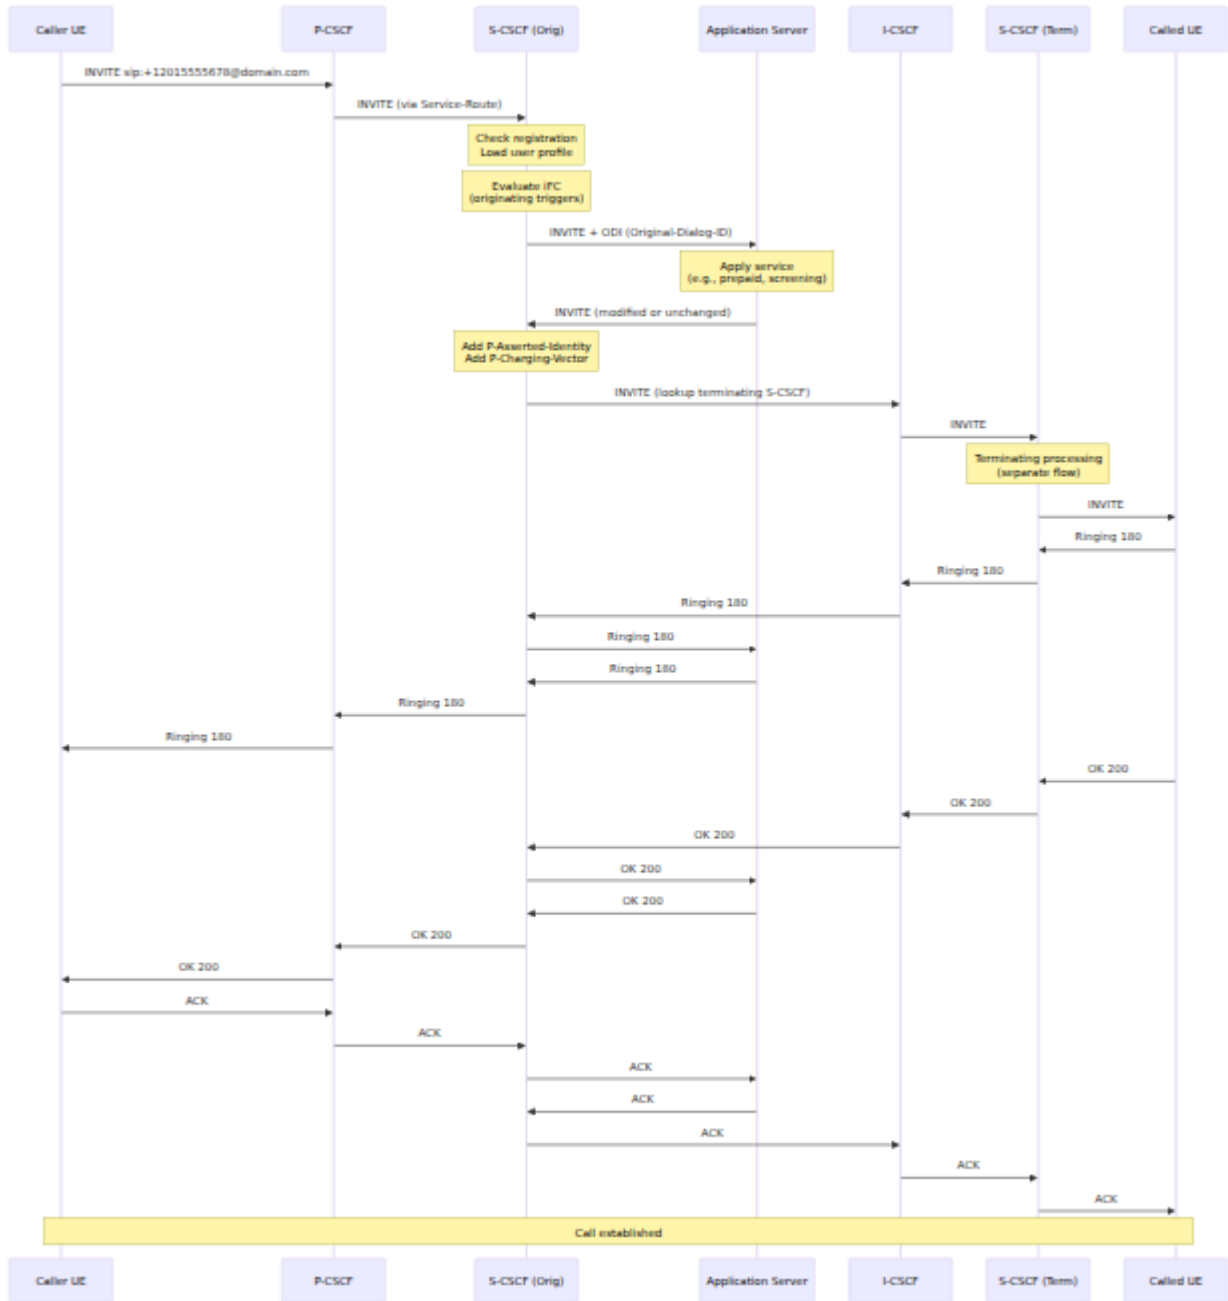 Caller UE
P-CSCF
S-CSCF (Orig)
Application Server
I-CSCF
S-CSCF (Term)
Called UE
INVITE sip:+12015555678@domain.com
INVITE (via Service-Route)
Check registration
Load user profile
Evaluate iFC
(originating triggers)
INVITE + ODI (Original-Dialog-ID)
Apply service
(e.g., prepaid, screening)
INVITE (modified or unchanged)
Add P-Asserted-Identity
Add P-Charging-Vector
INVITE (lookup terminating S-CSCF)
INVITE
Terminating processing
(separate flow)
INVITE
Ringing 180
Ringing 180
Ringing 180
Ringing 180
Ringing 180
Ringing 180
Ringing 180
OK 200
OK 200
OK 200
OK 200
OK 200
OK 200
OK 200
ACK
ACK
ACK
ACK
ACK
ACK
ACK
Call established
Caller UE
P-CSCF
S-CSCF (Orig)
Application Server
I-CSCF
S-CSCF (Term)
Called UE